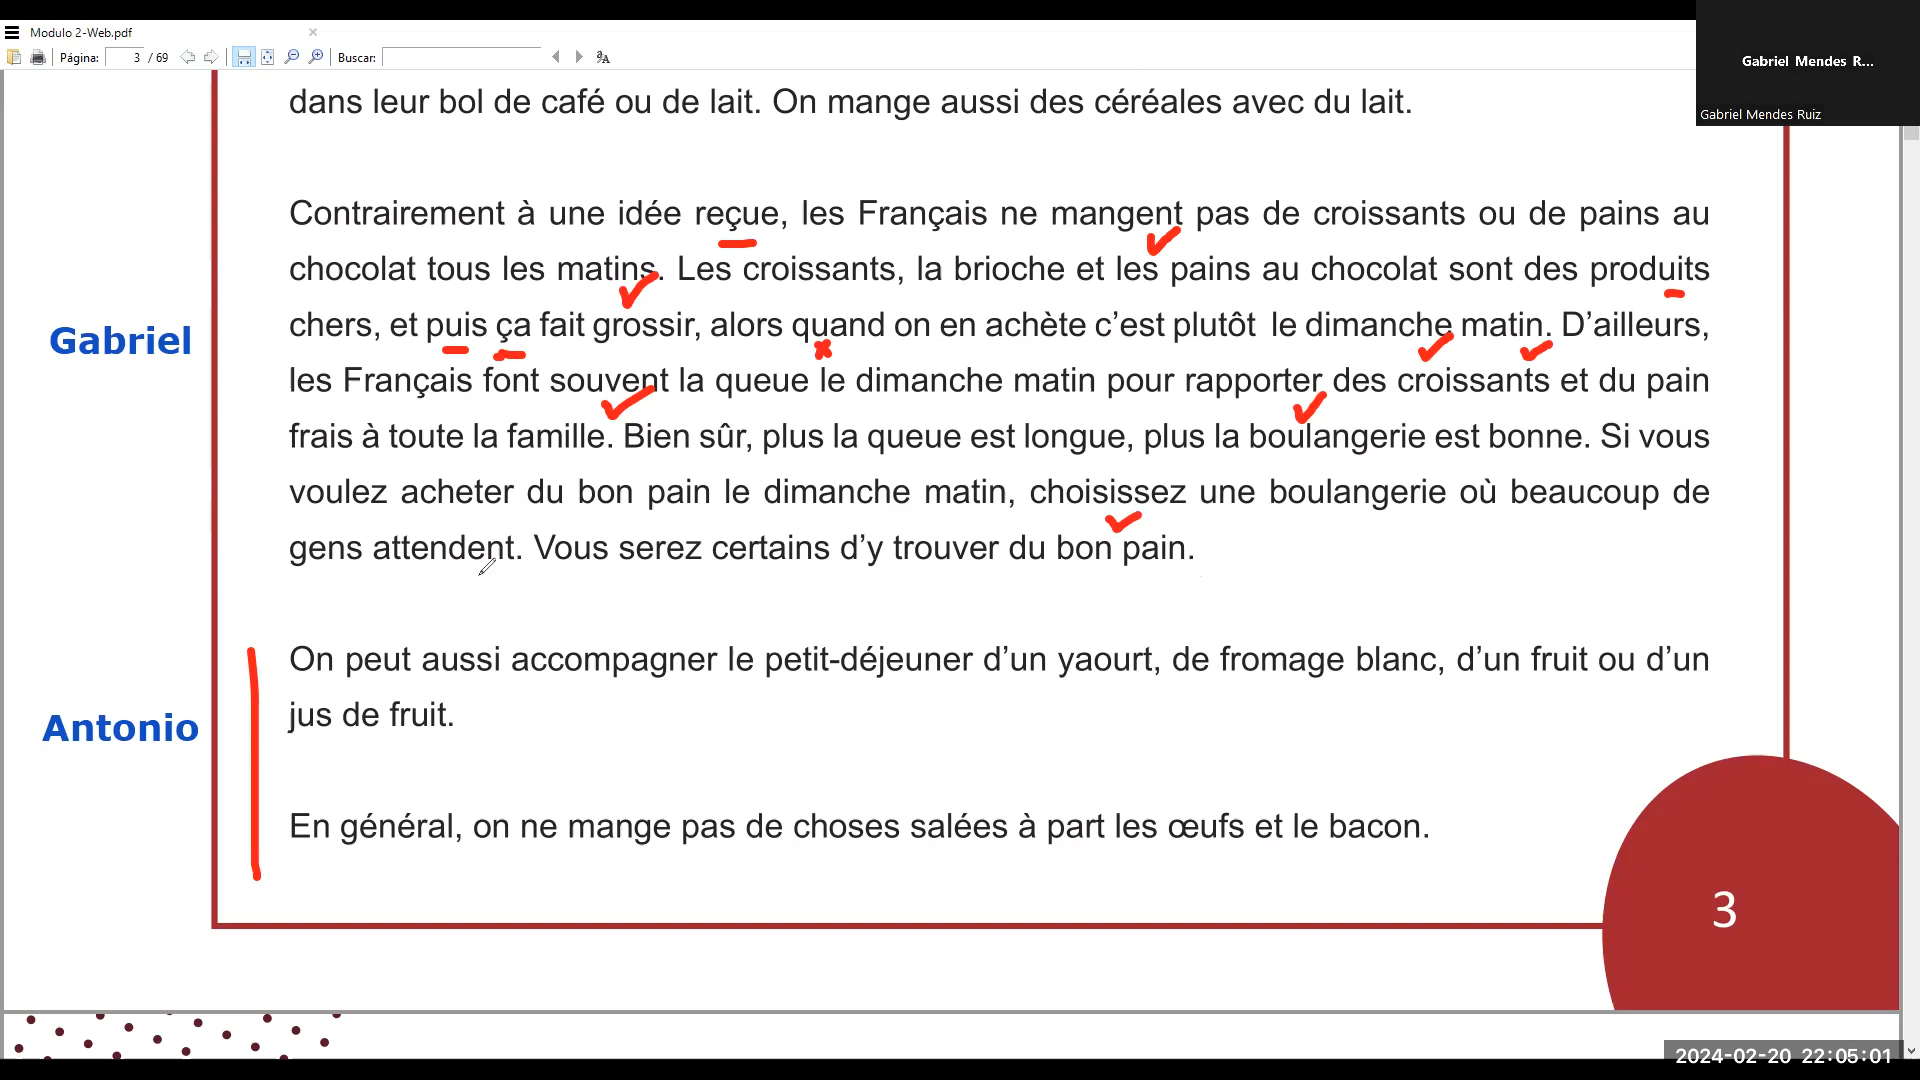 Modulo 2-Web.pdf
Página: 3 / 69 Buscar:
Gabriel Mendes R...
Gabriel Mendes Ruiz
dans leur bol de café ou de lait. On mange aussi des céréales avec du lait.
Contrairement à une idée reçue, les Français ne mangent pas de croissants ou de pains au
chocolat tous les matins. Les croissants, la brioche et les pains au chocolat sont des produits
chers, et puis ça fait grossir, alors quand on en achète c’est plutôt le dimanche matin. D’ailleurs,
les Français font souvent la queue le dimanche matin pour rapporter des croissants et du pain
frais à toute la famille. Bien sûr, plus la queue est longue, plus la boulangerie est bonne. Si vous
voulez acheter du bon pain le dimanche matin, choisissez une boulangerie où beaucoup de
gens attendent. Vous serez certains d’y trouver du bon pain.
Gabriel
On peut aussi accompagner le petit-déjeuner d’un yaourt, de fromage blanc, d’un fruit ou d’un
jus de fruit.
Antonio
En général, on ne mange pas de choses salées à part les œufs et le bacon.
3
2024-02-20 22:05:01